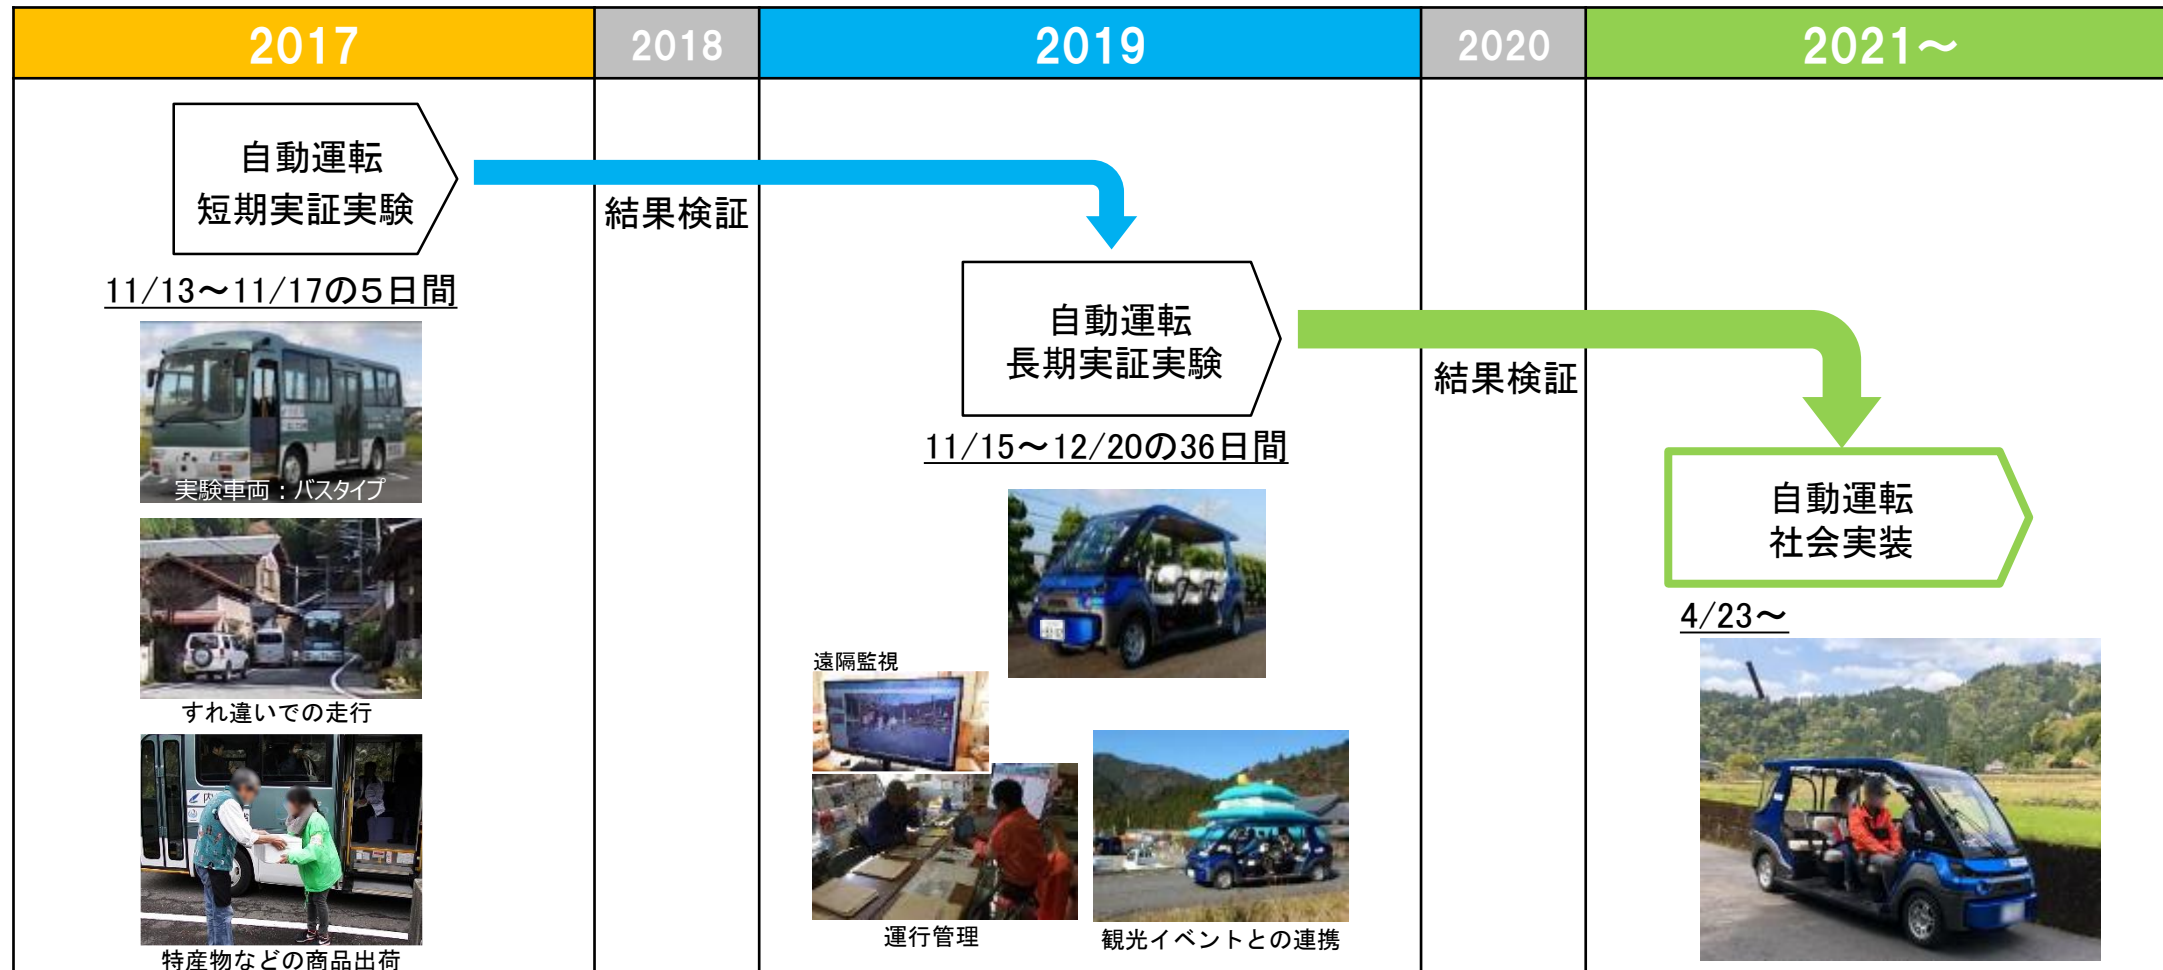 2017
2018
2019
2020
2021～
自動運転
短期実証実験
11/13～11/17の５日間
実験車両：バスタイプ
すれ違いでの走行
特産物などの商品出荷
結果検証
自動運転
長期実証実験
11/15～12/20の36日間
遠隔監視
運行管理
観光イベントとの連携
結果検証
自動運転
社会実装
4/23～